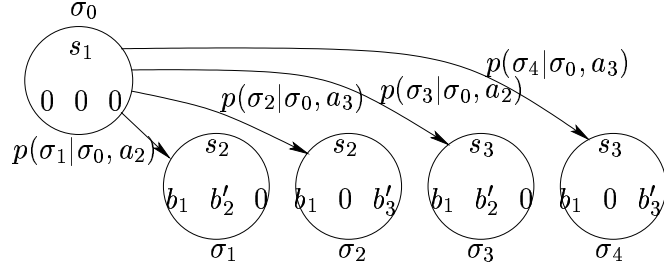 σ₀
s₁
0 0 0
p(σ₄|σ₀, a₃)
p(σ₂|σ₀, a₃)
p(σ₃|σ₀, a₂)
p(σ₁|σ₀, a₂)
s₂ s₂ s₃ s₃
b₁ b′₂ 0 b₁ 0 b′₃ b₁ b′₂ 0 b₁ 0 b′₃
σ₁ σ₂ σ₃ σ₄